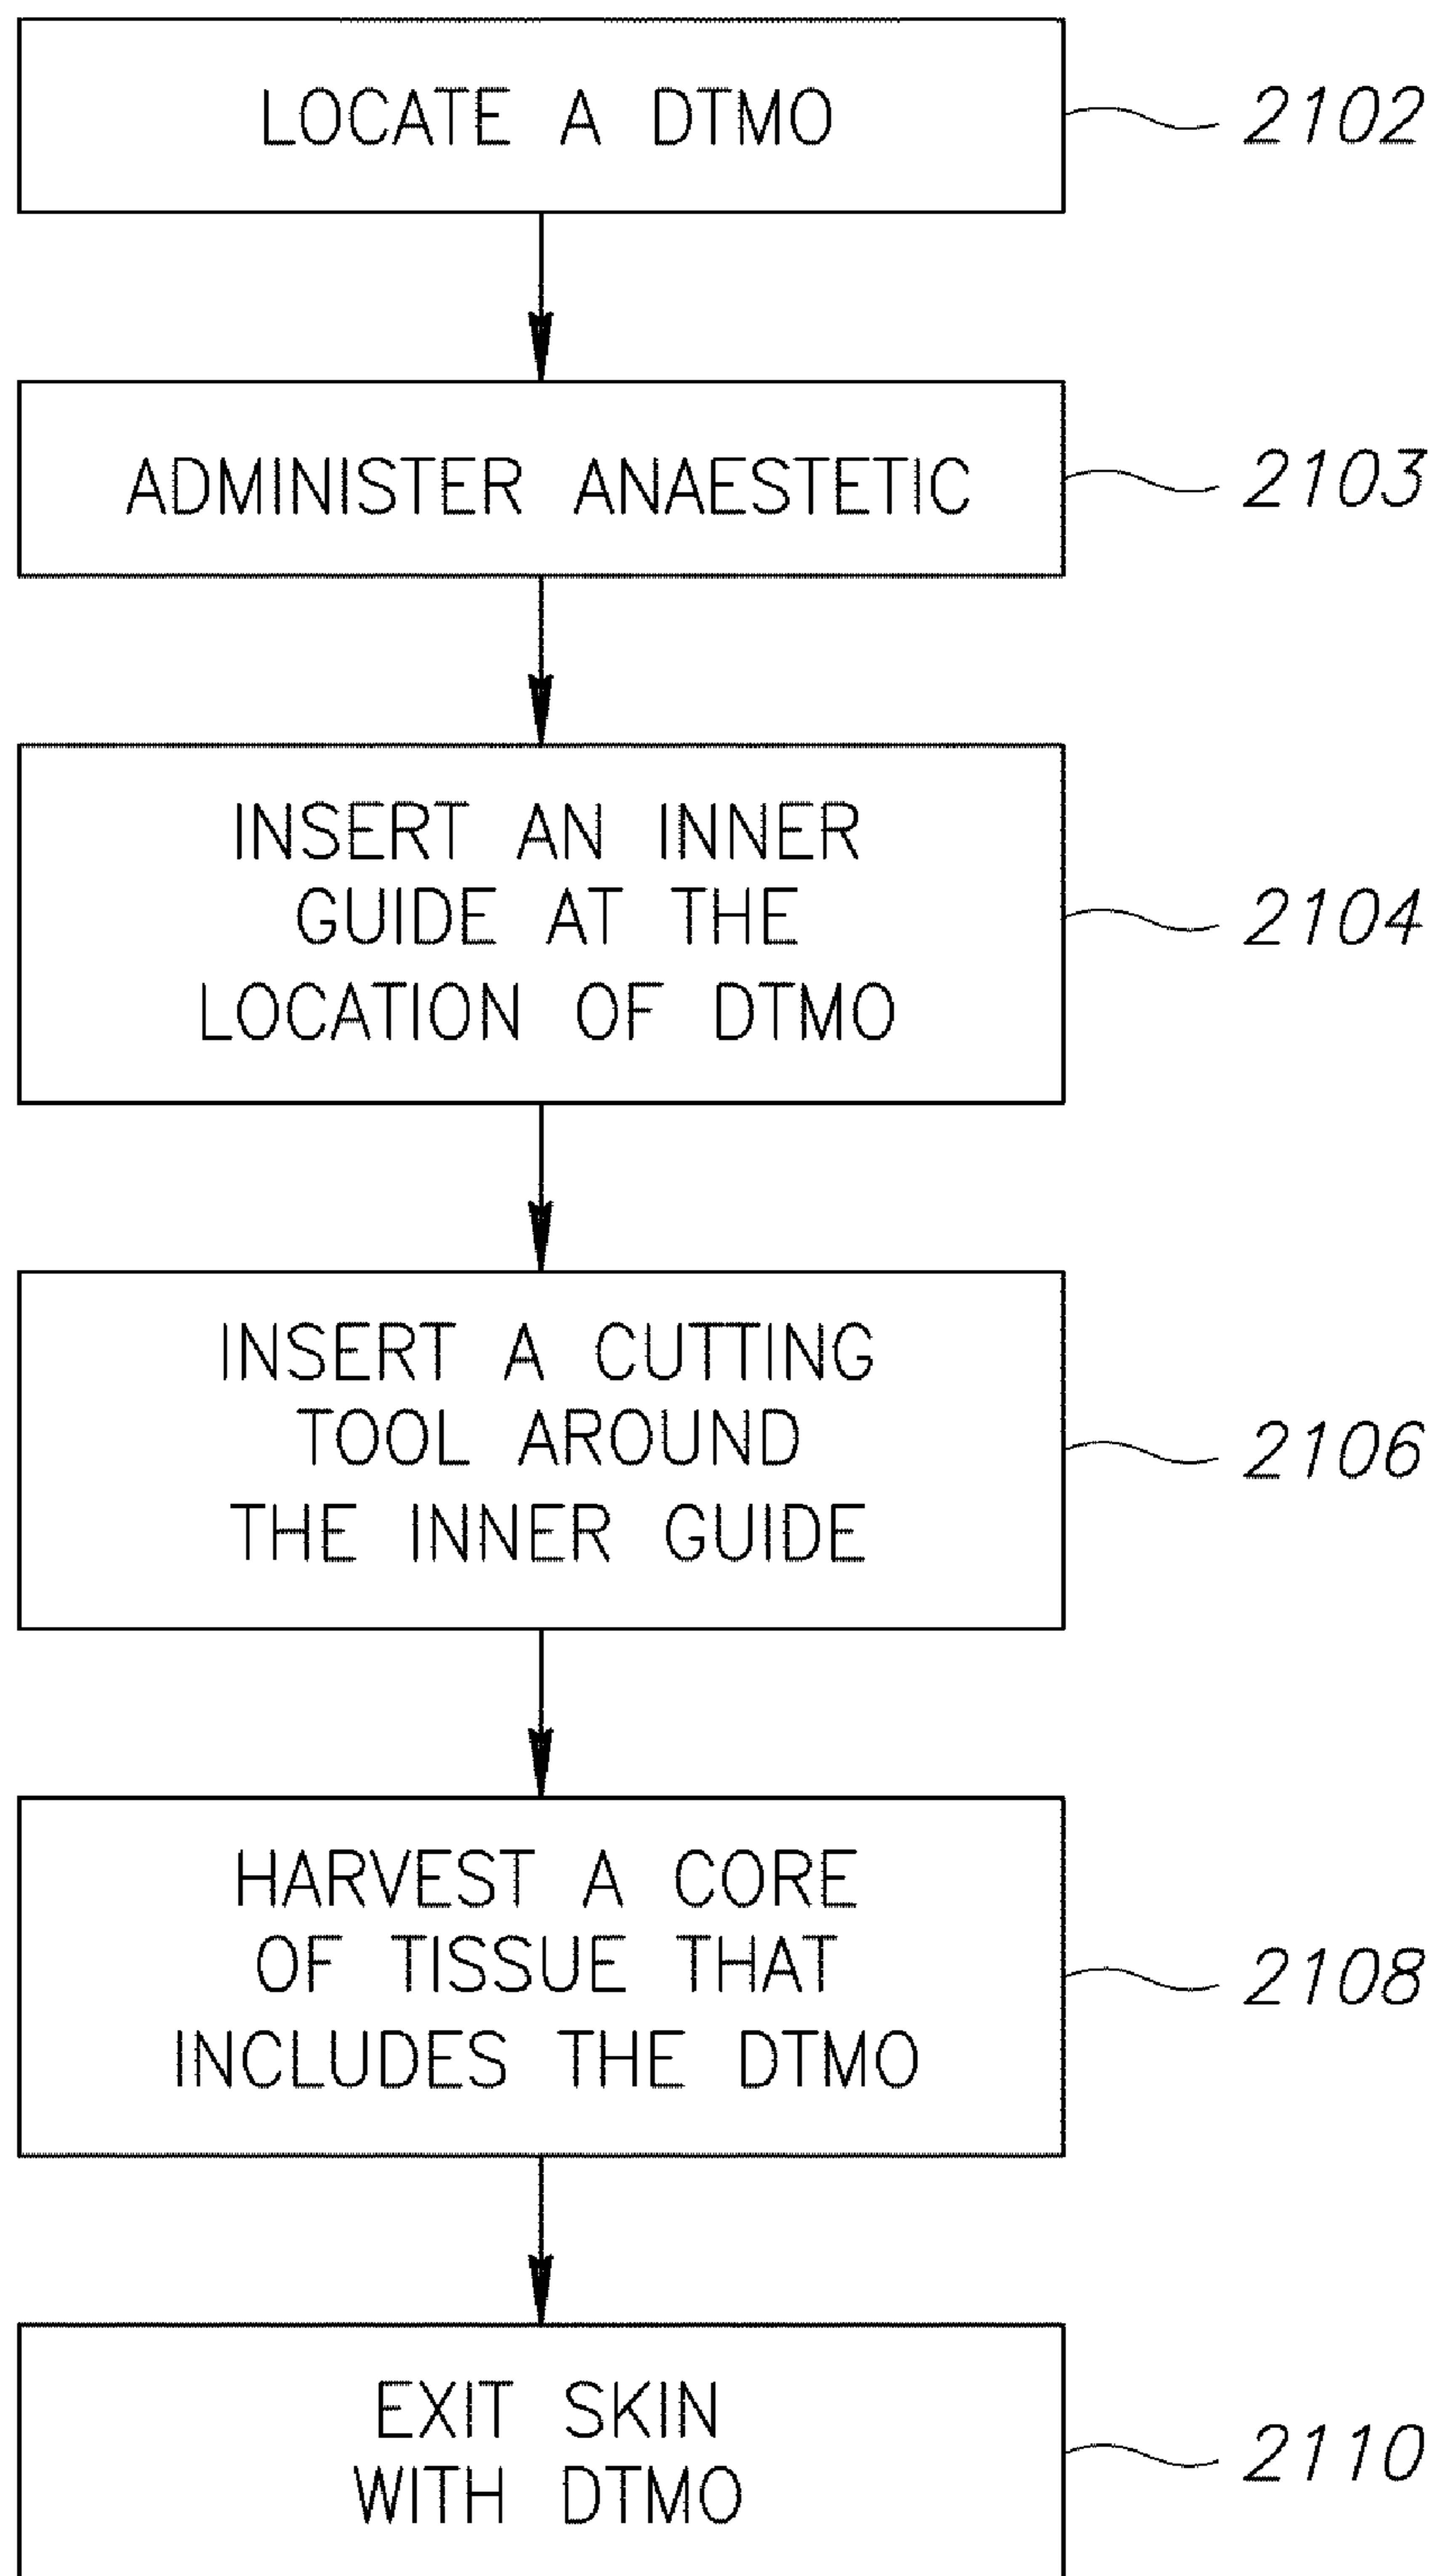 LOCATE A DTMO
2102
ADMINISTER ANAESTETIC
2103
INSERT AN INNER
GUIDE AT THE
LOCATION OF DTMO
2104
INSERT A CUTTING
TOOL AROUND
THE INNER GUIDE
2106
HARVEST A CORE
OF TISSUE THAT
INCLUDES THE DTMO
2108
EXIT SKIN
WITH DTMO
2110